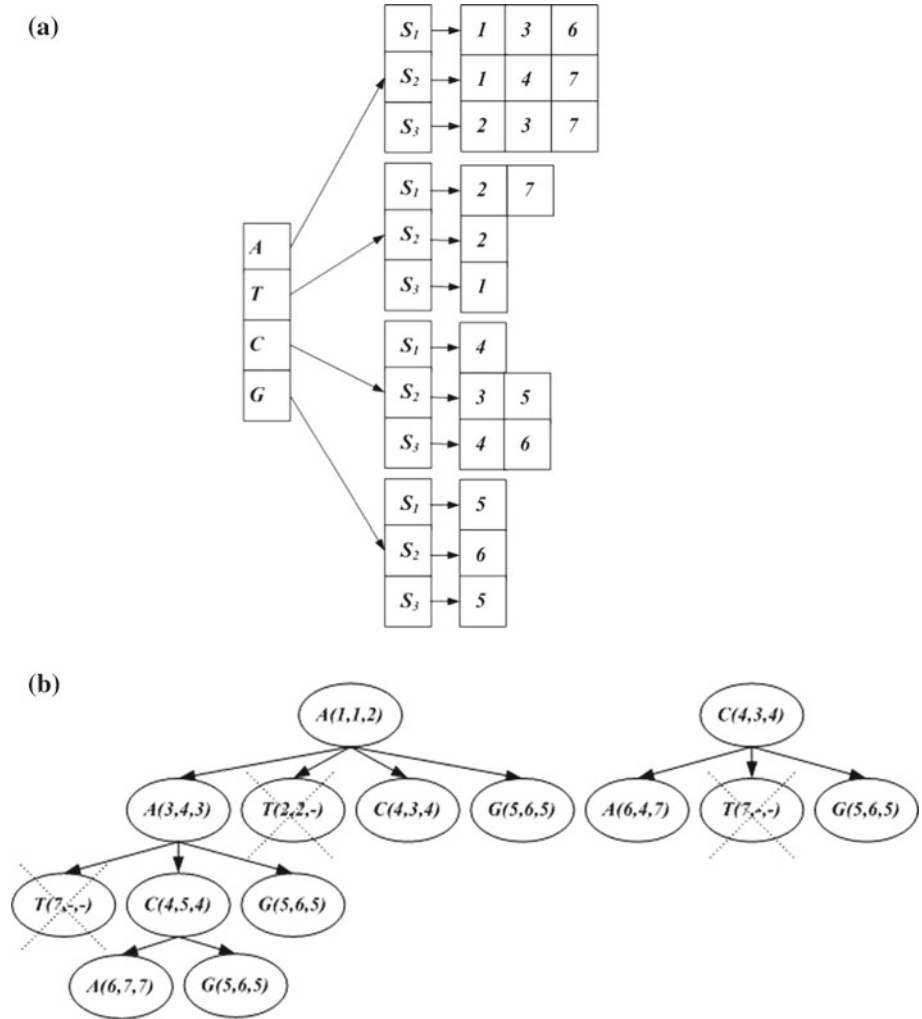 (a)
S1 1 3 6
S2 1 4 7
S3 2 3 7
S1 2 7
S2 2
S3 1
A
T
C
G
S1 4
S2 3 5
S3 4 6
S1 5
S2 6
S3 5
(b)
A(1,1,2) C(4,3,4)
A(3,4,3) T(2,2,-) C(4,3,4) G(5,6,5) A(6,4,7) T(7,-,-) G(5,6,5)
T(7,-,-) C(4,5,4) G(5,6,5)
A(6,7,7) G(5,6,5)